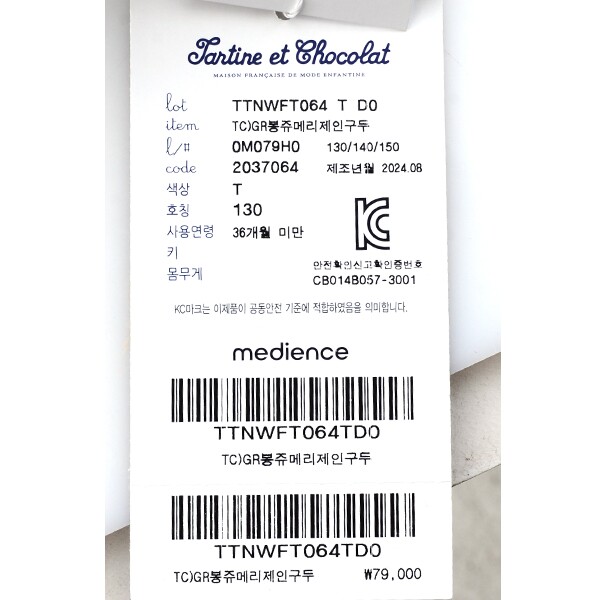 Tartine et Chocolat
MAISON FRANÇAISE DE MODE ENFANTINE
lot TTNWFT064 T D0
item TC)GR봉쥬메리제인구두
l/# 0M079H0 130/140/150
code 2037064 제조년월 2024.08
색상 T
호칭 130
사용연령 36개월 미만
키
몸무게
KC
안전확인신고확인증번호
CB014B057-3001
KC마크는 이제품이 공통안전 기준에 적합하였음을 의미합니다.
medience
TTNWFT064TD0
TC)GR봉쥬메리제인구두
TTNWFT064TD0
TC)GR봉쥬메리제인구두 ₩79,000